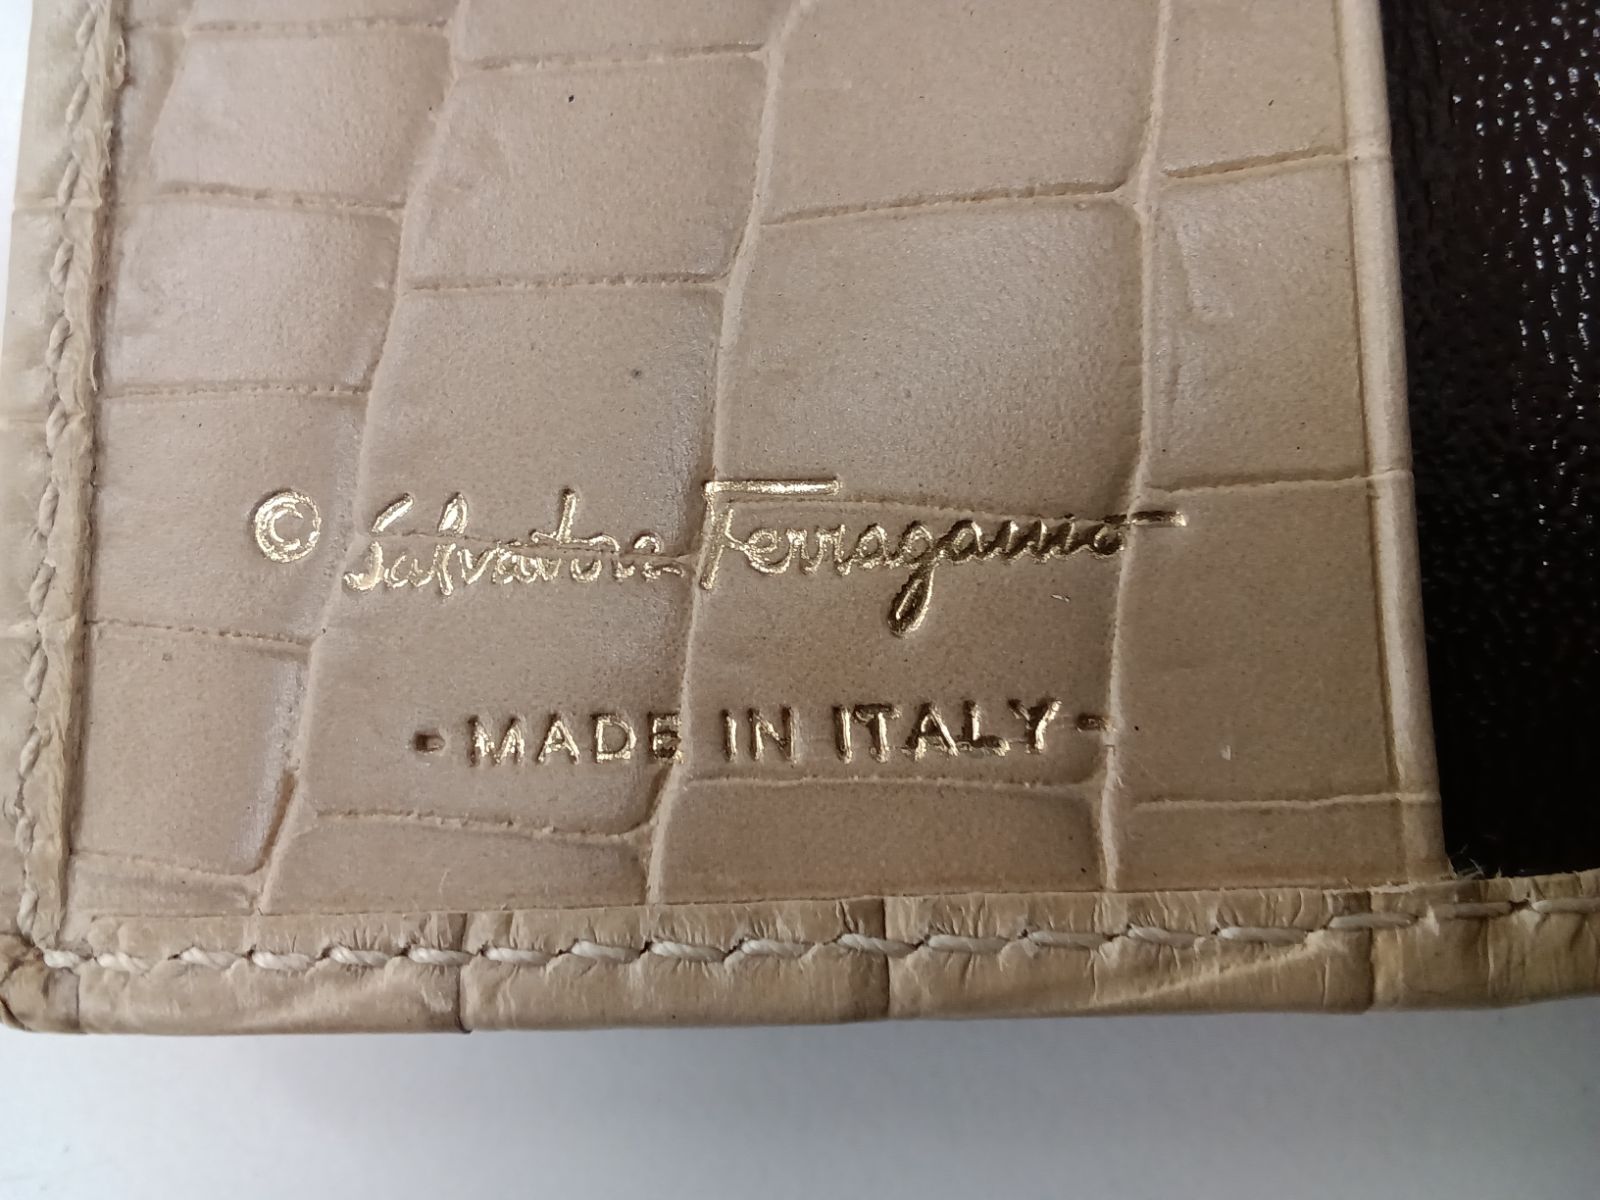 © Salvatore Ferragamo
- MADE IN ITALY -